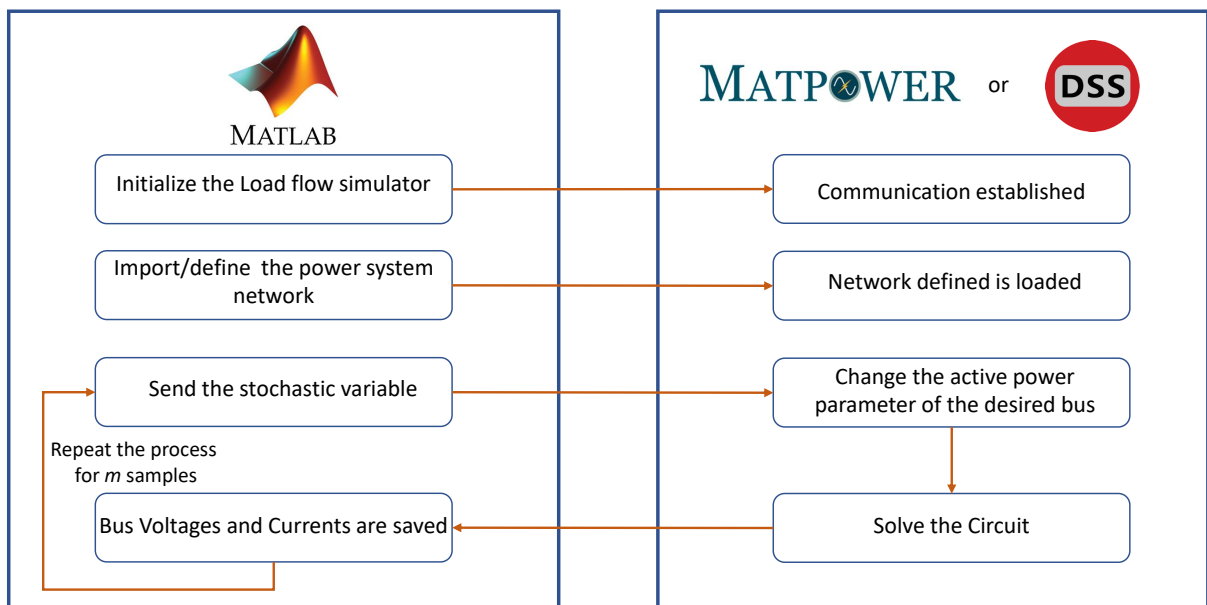 MATLAB
Initialize the Load flow simulator
Import/define the power system
network
Send the stochastic variable
Repeat the process
for m samples
Bus Voltages and Currents are saved
MATPOWER or DSS
Communication established
Network defined is loaded
Change the active power
parameter of the desired bus
Solve the Circuit